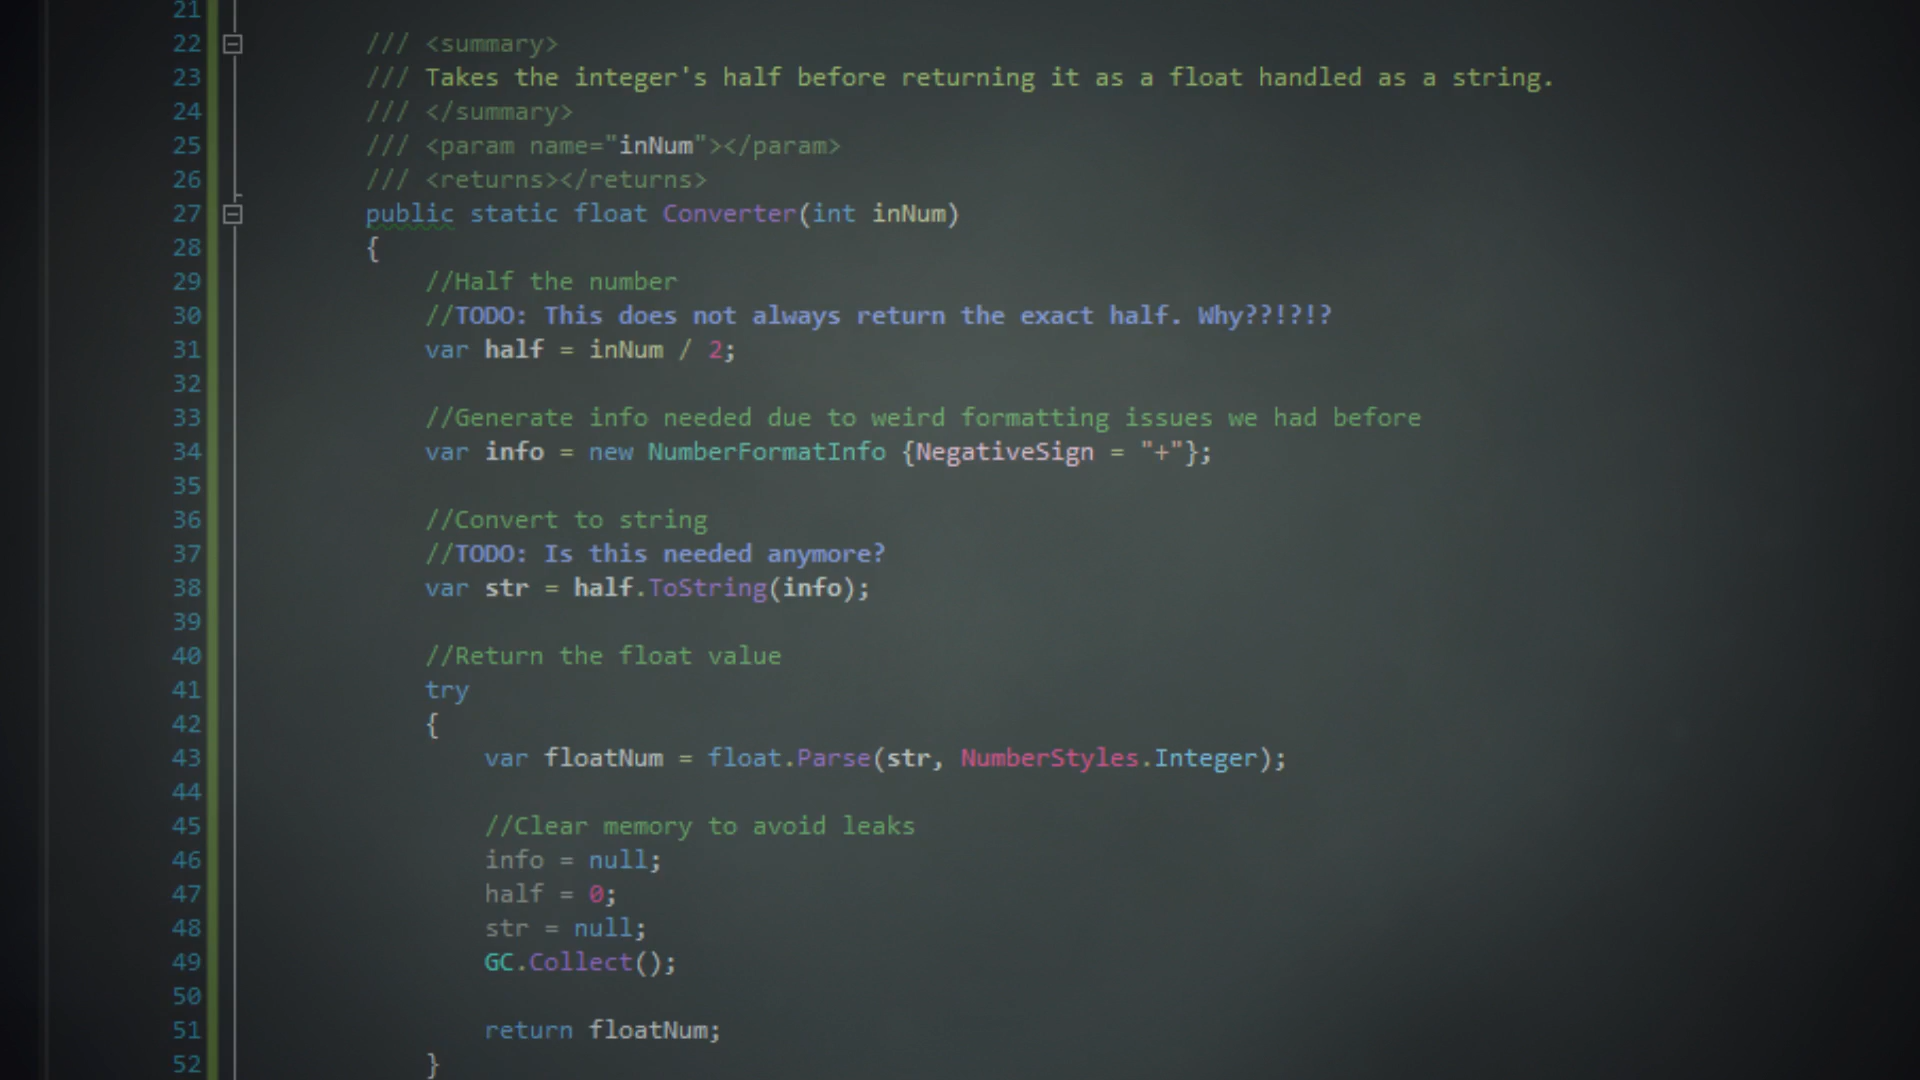 21
22 /// <summary>
23 /// Takes the integer's half before returning it as a float handled as a string.
24 /// </summary>
25 /// <param name="inNum"></param>
26 /// <returns></returns>
27 public static float Converter(int inNum)
28 {
29 //Half the number
30 //TODO: This does not always return the exact half. Why??!?!?
31 var half = inNum / 2;
32
33 //Generate info needed due to weird formatting issues we had before
34 var info = new NumberFormatInfo {NegativeSign = "+"};
35
36 //Convert to string
37 //TODO: Is this needed anymore?
38 var str = half.ToString(info);
39
40 //Return the float value
41 try
42 {
43 var floatNum = float.Parse(str, NumberStyles.Integer);
44
45 //Clear memory to avoid leaks
46 info = null;
47 half = 0;
48 str = null;
49 GC.Collect();
50
51 return floatNum;
52 }